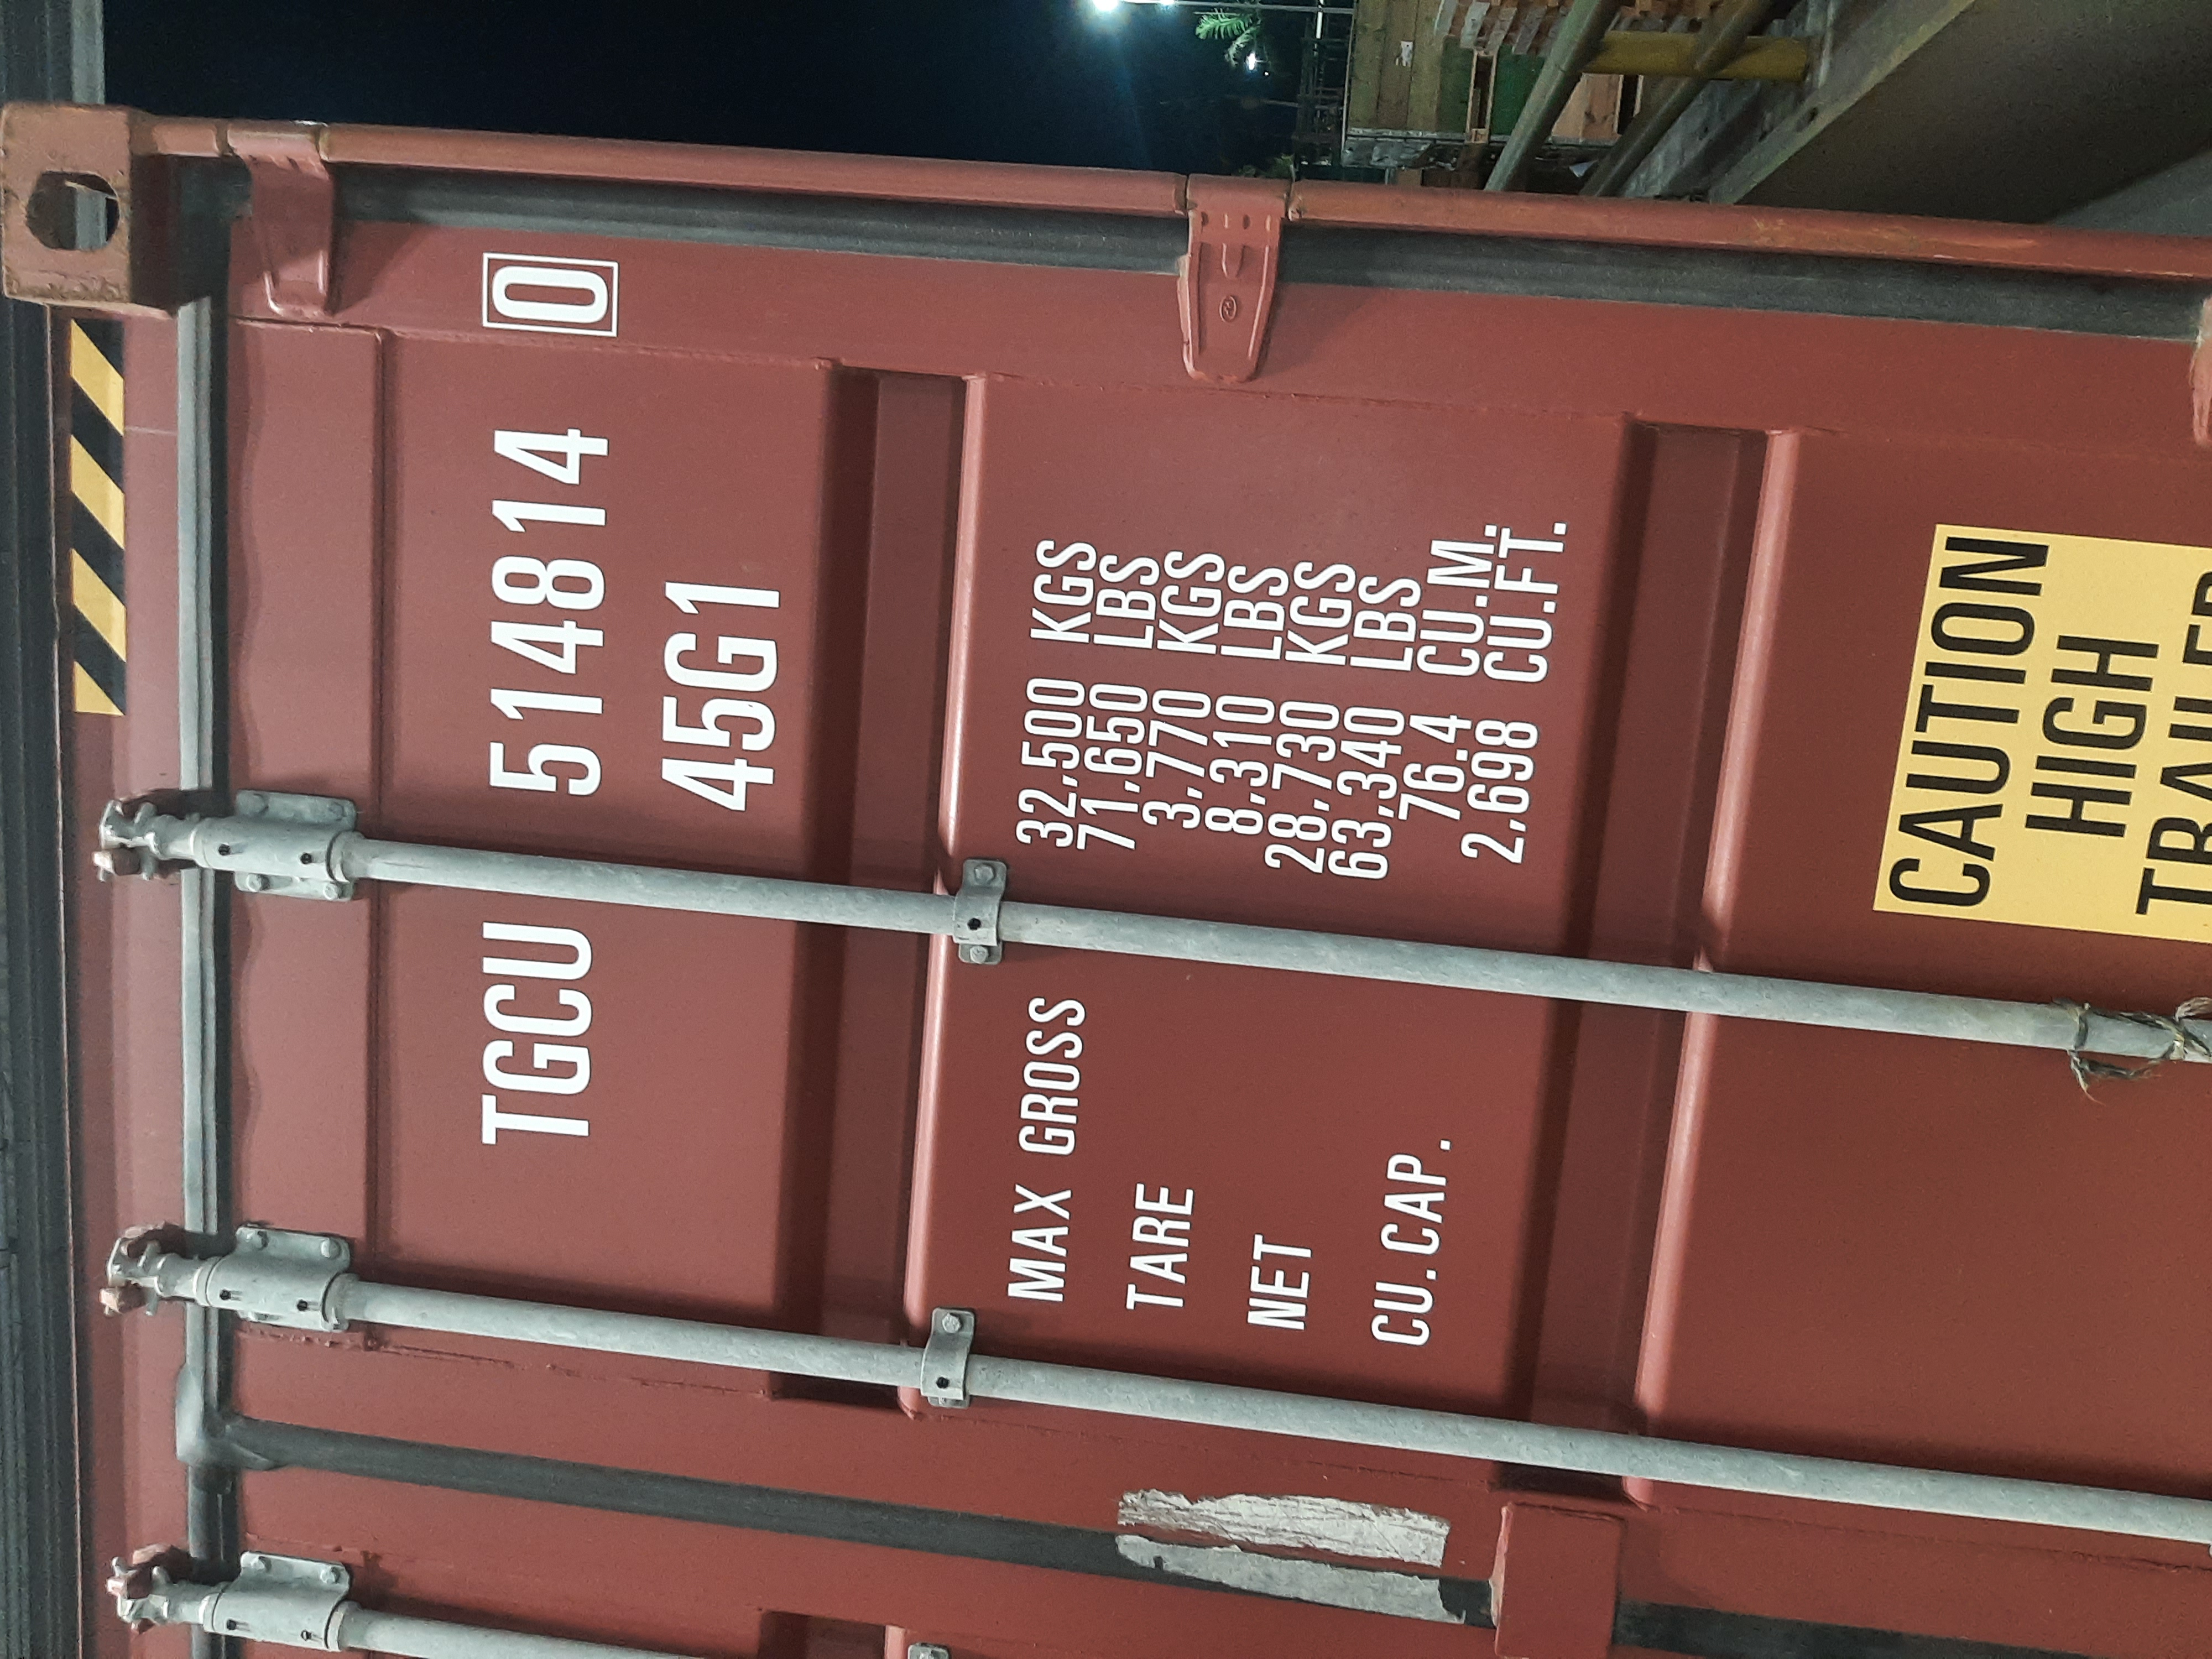 TGCU 514814 0
45G1
MAX GROSS 32,500 KGS
71,650 LBS
TARE 3,770 KGS
8,310 LBS
NET 28,730 KGS
63,340 LBS
CU.CAP. 76.4 CU.M.
2,698 CU.FT.
CAUTION
HIGH